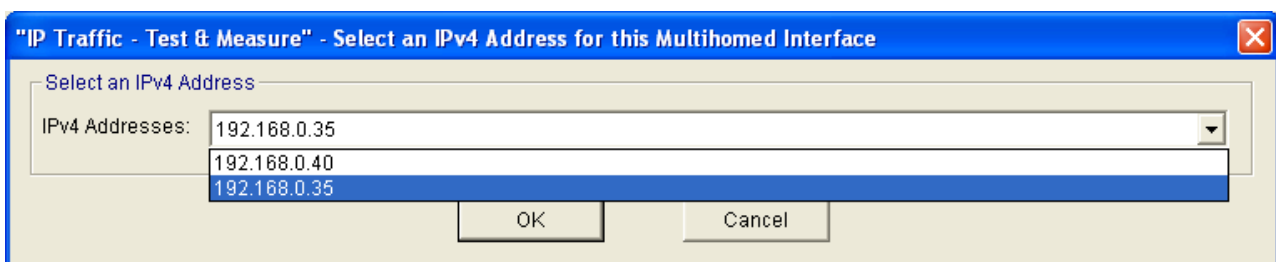 "IP Traffic - Test & Measure" - Select an IPv4 Address for this Multihomed Interface
Select an IPv4 Address
IPv4 Addresses: 192.168.0.35
192.168.0.40
192.168.0.35
OK Cancel